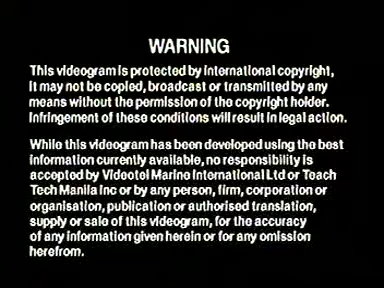 WARNING
This videogram is protected by international copyright,
it may not be copied, broadcast or transmitted by any
means without the permission of the copyright holder.
Infringement of these conditions will result in legal action.
While this videogram has been developed using the best
information currently available, no responsibility is
accepted by Videotel Marine International Ltd or Teach
Tech Manila Inc or by any person, firm, corporation or
organisation, publication or authorised translation,
supply or sale of this videogram, for the accuracy
of any information given herein or for any omission
herefrom.